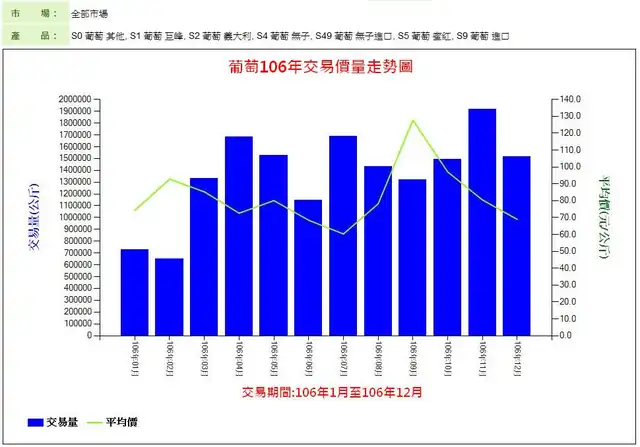 市 場： 全部市場
產 品： S0 葡萄 其他, S1 葡萄 巨峰, S2 葡萄 義大利, S4 葡萄 無子, S49 葡萄 無子進口, S5 葡萄 蜜紅, S9 葡萄 進口
葡萄106年交易價量走勢圖
交易量(公斤)
2000000
1900000
1800000
1700000
1600000
1500000
1400000
1300000
1200000
1100000
1000000
900000
800000
700000
600000
500000
400000
300000
200000
100000
0
140.0
130.0
120.0
110.0
100.0
90.0
80.0
70.0
60.0
50.0
40.0
30.0
20.0
10.0
0.0
平均價(元/公斤)
106年01月
106年02月
106年03月
106年04月
106年05月
106年06月
106年07月
106年08月
106年09月
106年10月
106年11月
106年12月
交易期間:106年1月至106年12月
交易量 平均價